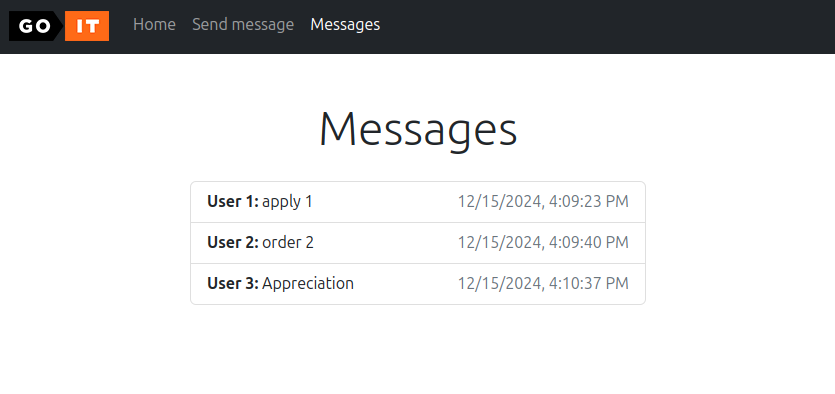 GO IT Home Send message Messages
Messages
User 1: apply 1 12/15/2024, 4:09:23 PM
User 2: order 2 12/15/2024, 4:09:40 PM
User 3: Appreciation 12/15/2024, 4:10:37 PM